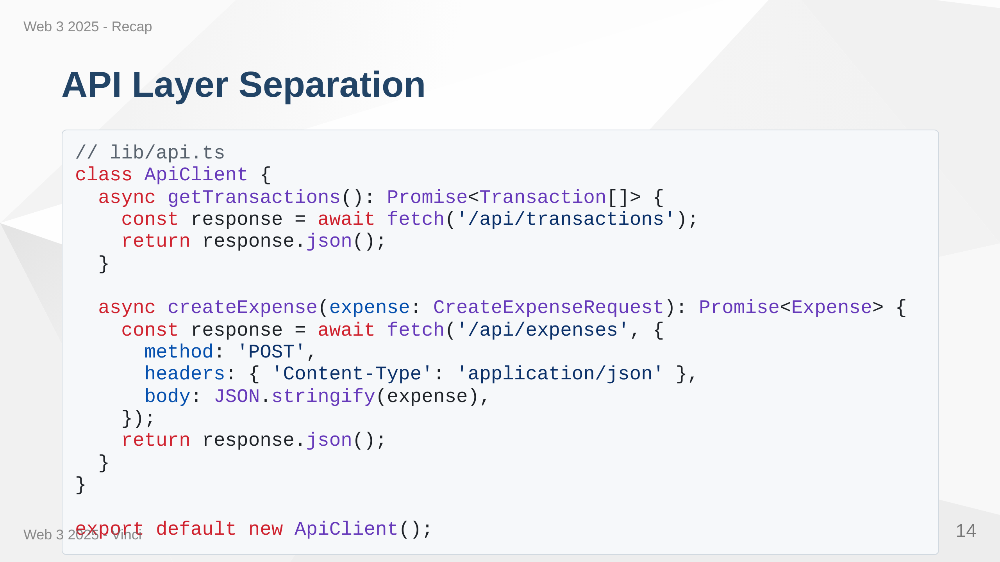 Web 3 2025 - Recap
API Layer Separation
// lib/api.ts
class ApiClient {
  async getTransactions(): Promise<Transaction[]> {
    const response = await fetch('/api/transactions');
    return response.json();
  }

  async createExpense(expense: CreateExpenseRequest): Promise<Expense> {
    const response = await fetch('/api/expenses', {
      method: 'POST',
      headers: { 'Content-Type': 'application/json' },
      body: JSON.stringify(expense),
    });
    return response.json();
  }
}

export default new ApiClient();
Web 3 2025 - Vinci
14